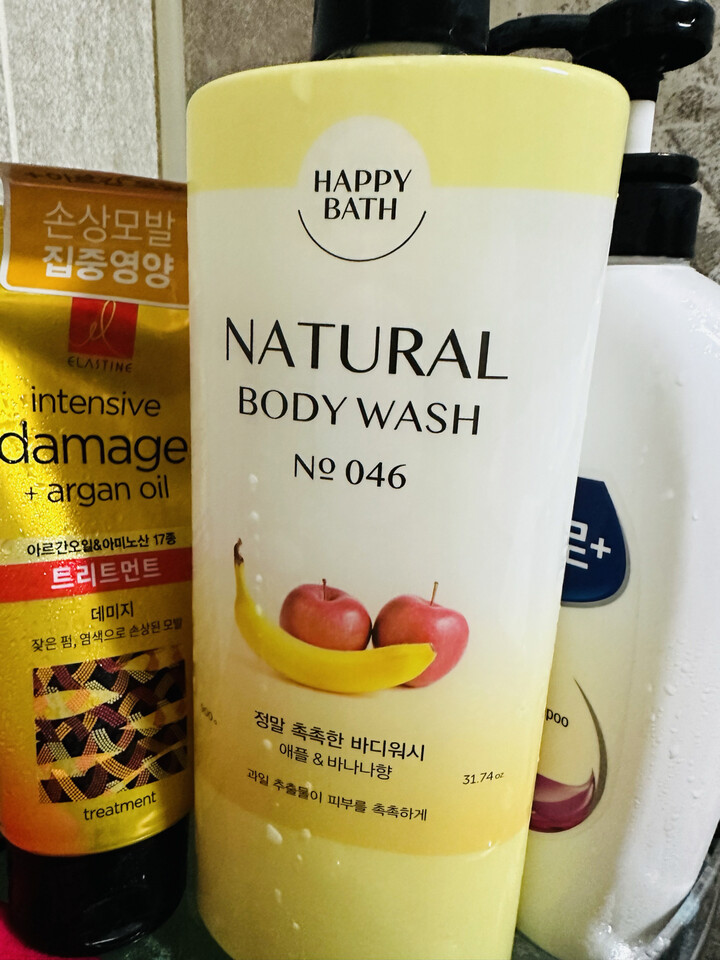 손상모발
집중영양
el
ELASTINE
intensive
damage
+ argan oil
아르간오일&아미노산 17종
트리트먼트
데미지
잦은 펌, 염색으로 손상된 모발
treatment
HAPPY
BATH
NATURAL
BODY WASH
№ 046
정말 촉촉한 바디워시
애플 & 바나나향
과일 추출물이 피부를 촉촉하게
31.74 oz